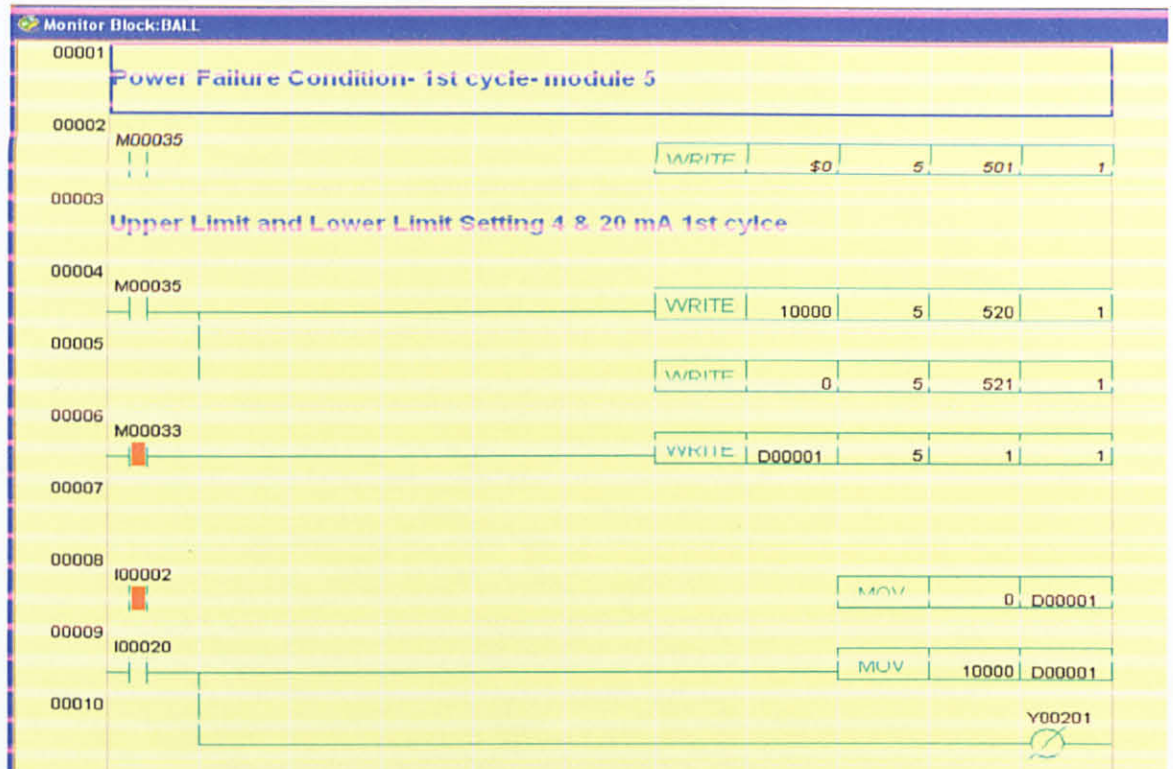 Monitor Block:BALL
00001
Power Failure Condition- 1st cycle- module 5
00002
M00035
WRITE $0 5 501 1
00003
Upper Limit and Lower Limit Setting 4 & 20 mA 1st cylce
00004
M00035
WRITE 10000 5 520 1
00005
WRITE 0 5 521 1
00006
M00033
WRITE D00001 5 1 1
00007
00008
I00002
MOV 0 D00001
00009
I00020
MOV 10000 D00001
00010
Y00201